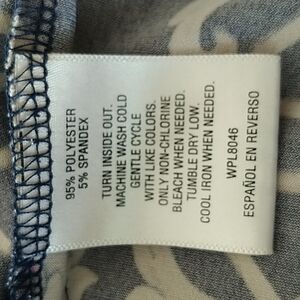 95% POLYESTER
5% SPANDEX
TURN INSIDE OUT.
MACHINE WASH COLD
GENTLE CYCLE
WITH LIKE COLORS.
ONLY NON-CHLORINE
BLEACH WHEN NEEDED.
TUMBLE DRY LOW.
COOL IRON WHEN NEEDED.
WPL8046
ESPAÑOL EN REVERSO